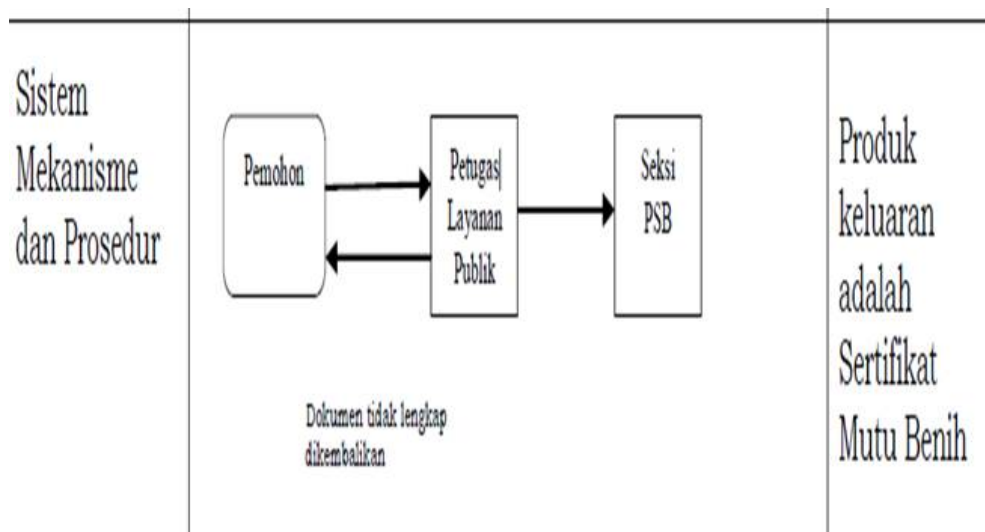 Sistem
Mekanisme
dan Prosedur
Pemohon
Petugas
Layanan
Publik
Seksi
PSB
Dokumen tidak lengkap
dikembalikan
Produk
keluaran
adalah
Sertifikat
Mutu Benih